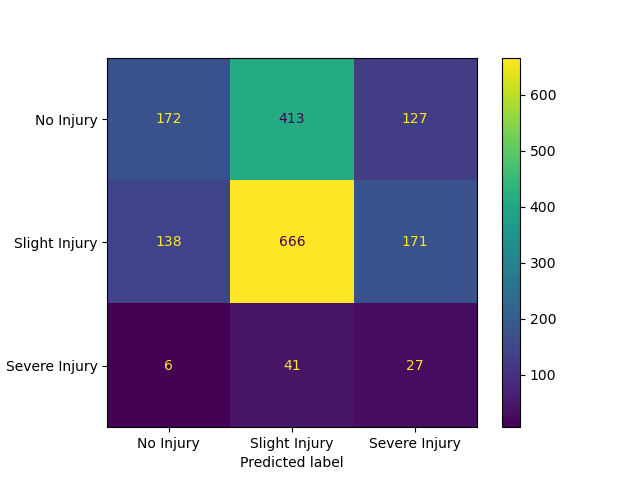 No Injury 172 413 127
Slight Injury 138 666 171
Severe Injury 6 41 27
No Injury Slight Injury Severe Injury
Predicted label
600
500
400
300
200
100